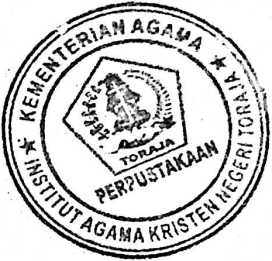 KEMENTERIAN AGAMA
TORAJA
PERPUSTAKAAN
INSTITUT AGAMA KRISTEN NEGERI TORAJA